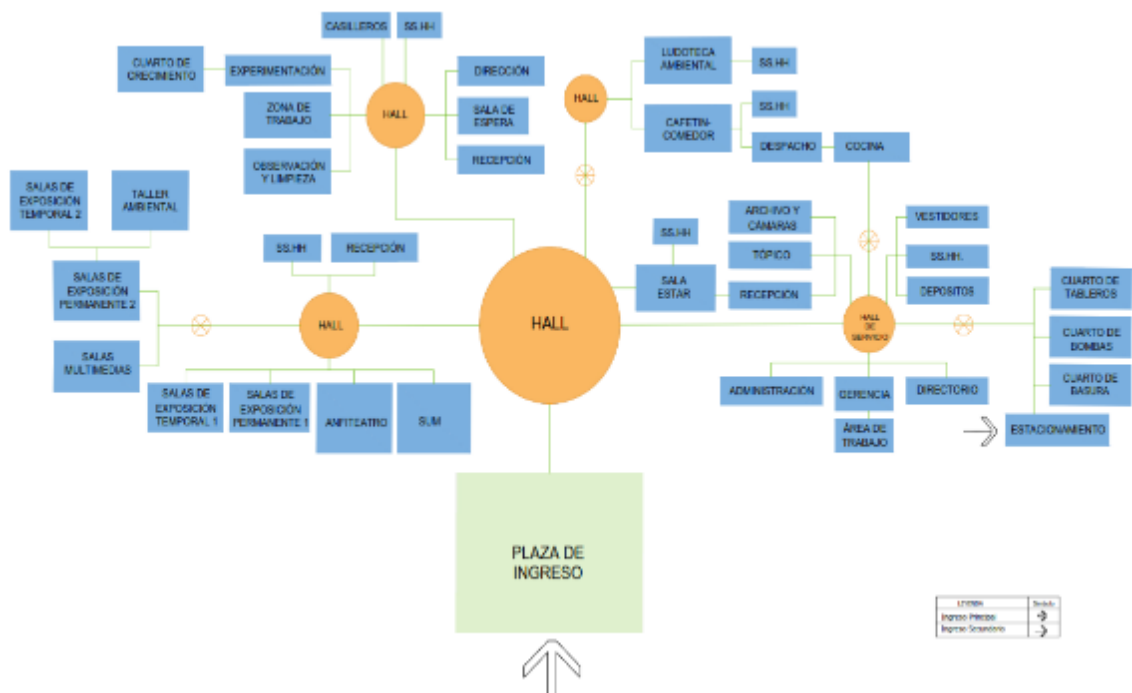 CASILLEROS
SS.HH
CUARTO DE
CRECIMIENTO
EXPERIMENTACIÓN
ZONA DE
TRABAJO
OBSERVACIÓN
Y LIMPIEZA
HALL
DIRECCIÓN
SALA DE
ESPERA
RECEPCIÓN
HALL
LUDOTECA
AMBIENTAL
SS.HH
CAFETIN-
COMEDOR
SS.HH
DESPACHO
COCINA
SALAS DE
EXPOSICIÓN
TEMPORAL 2
TALLER
AMBIENTAL
SALAS DE
EXPOSICIÓN
PERMANENTE 2
SALAS
MULTIMEDIAS
SS.HH
RECEPCIÓN
HALL
SALAS DE
EXPOSICIÓN
TEMPORAL 1
SALAS DE
EXPOSICIÓN
PERMANENTE 1
ANFITEATRO
SUM
HALL
SS.HH
SALA
ESTAR
ARCHIVO Y
CÁMARAS
TÓPICO
RECEPCIÓN
VESTIDORES
SS.HH.
DEPOSITOS
HALL
DE
SERVICIO
CUARTO DE
TABLEROS
CUARTO DE
BOMBAS
CUARTO DE
BASURA
ESTACIONAMIENTO
ADMINISTRACIÓN
GERENCIA
DIRECTORIO
ÁREA DE
TRABAJO
PLAZA DE
INGRESO
LEYENDA
Símbolo
Ingreso Principal
Ingreso Secundario